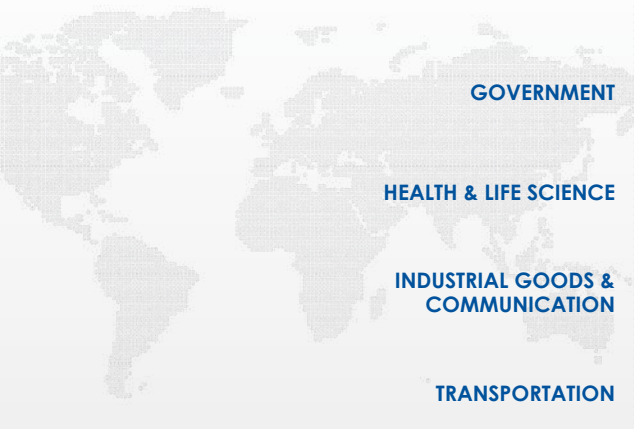 GOVERNMENT
HEALTH & LIFE SCIENCE
INDUSTRIAL GOODS &
COMMUNICATION
TRANSPORTATION